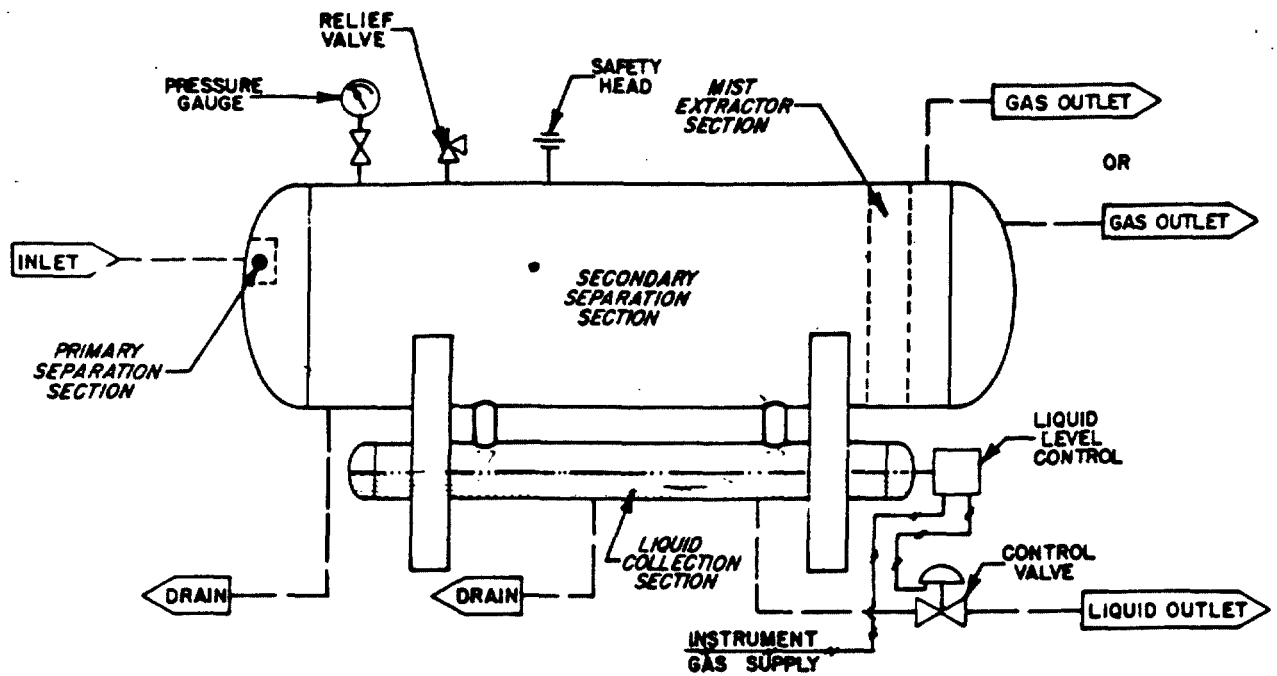 RELIEF
VALVE
PRESSURE
GAUGE
SAFETY
HEAD
MIST
EXTRACTOR
SECTION
GAS OUTLET
OR
GAS OUTLET
INLET
SECONDARY
SEPARATION
SECTION
PRIMARY
SEPARATION
SECTION
LIQUID
LEVEL
CONTROL
LIQUID
COLLECTION
SECTION
CONTROL
VALVE
DRAIN
DRAIN
LIQUID OUTLET
INSTRUMENT
GAS SUPPLY